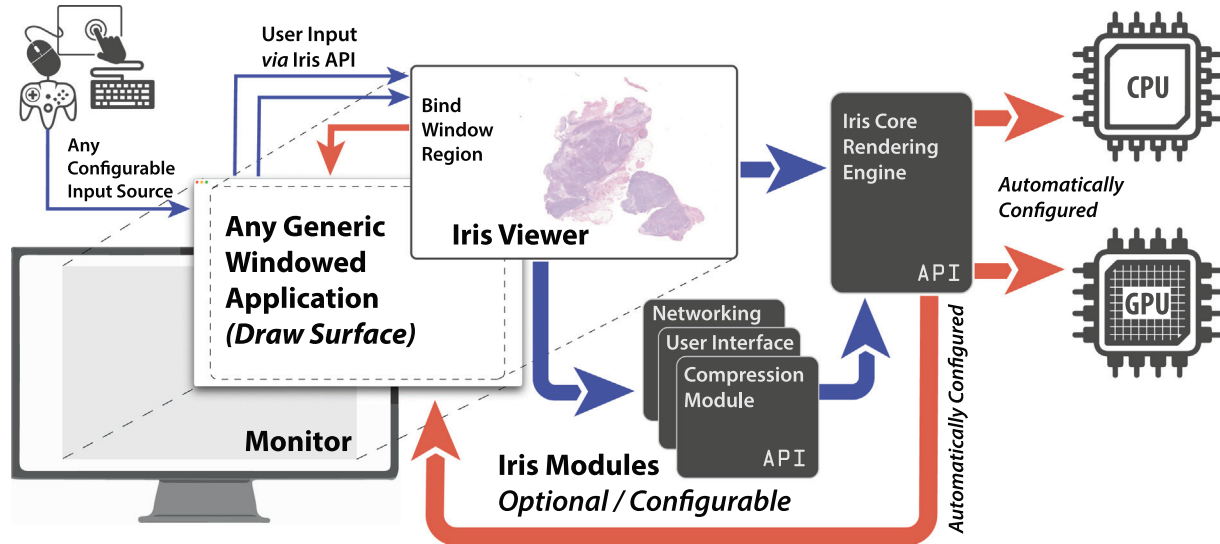 User Input
via Iris API
Any
Configurable
Input Source
Bind
Window
Region
Iris Viewer
Any Generic
Windowed
Application
(Draw Surface)
Monitor
Iris Core
Rendering
Engine
API
CPU
Automatically
Configured
GPU
Networking
User Interface
Compression
Module
API
Iris Modules
Optional / Configurable
Automatically Configured